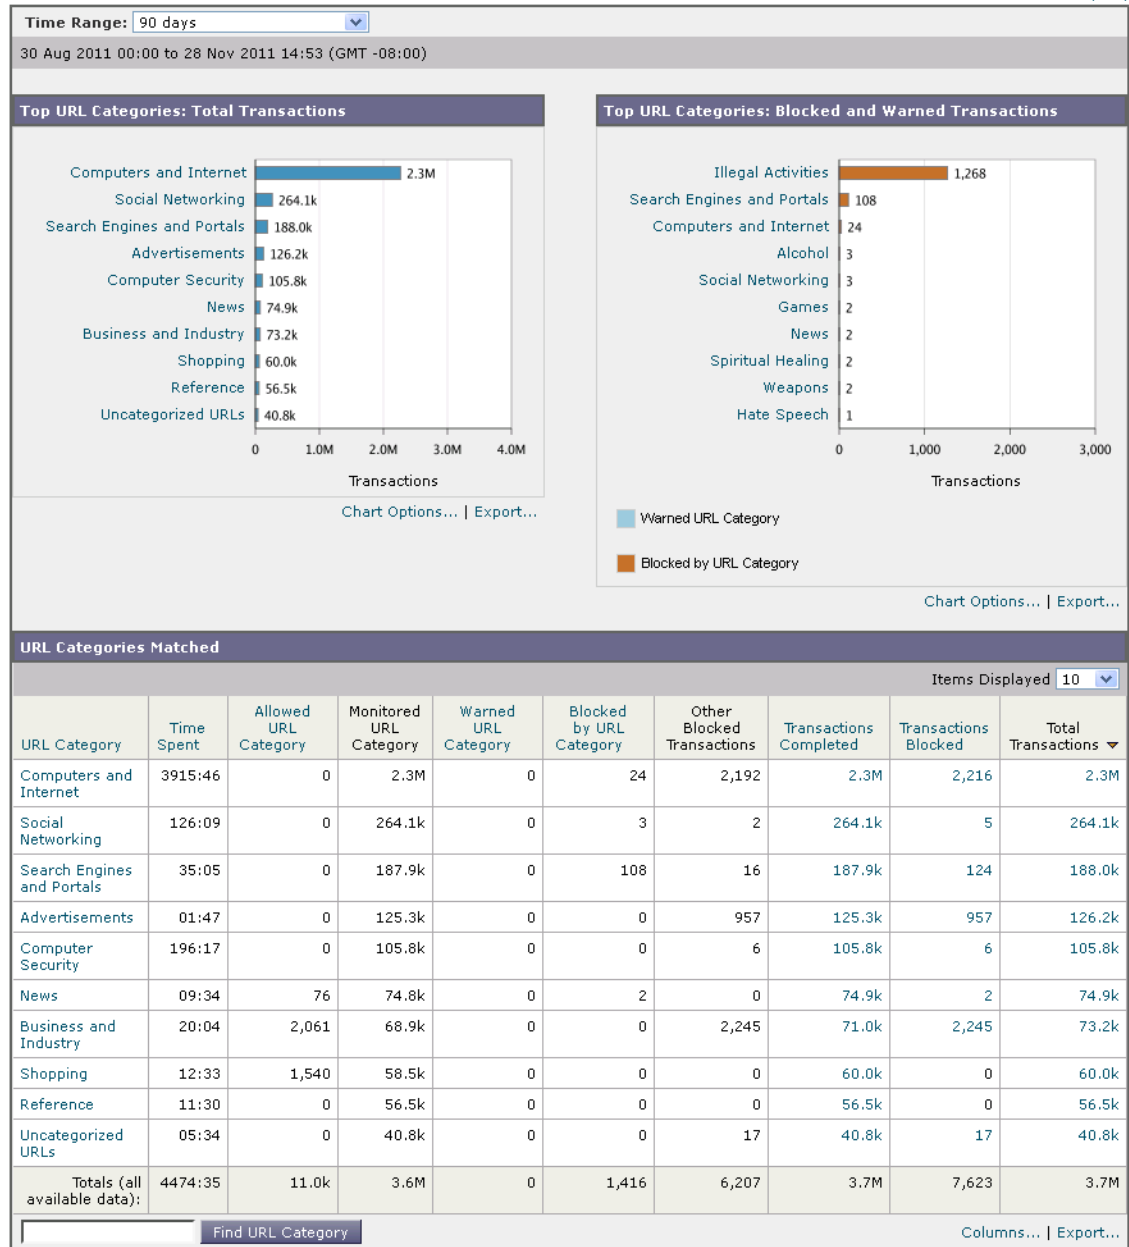 Time Range: 90 days
30 Aug 2011 00:00 to 28 Nov 2011 14:53 (GMT -08:00)
Top URL Categories: Total Transactions
Computers and Internet 2.3M
Social Networking 264.1k
Search Engines and Portals 188.0k
Advertisements 126.2k
Computer Security 105.8k
News 74.9k
Business and Industry 73.2k
Shopping 60.0k
Reference 56.5k
Uncategorized URLs 40.8k
0 1.0M 2.0M 3.0M 4.0M
Transactions
Chart Options... | Export...
Top URL Categories: Blocked and Warned Transactions
Illegal Activities 1,268
Search Engines and Portals 108
Computers and Internet 24
Alcohol 3
Social Networking 3
Games 2
News 2
Spiritual Healing 2
Weapons 2
Hate Speech 1
0 1,000 2,000 3,000
Transactions
Warned URL Category
Blocked by URL Category
Chart Options... | Export...
URL Categories Matched
Items Displayed 10
URL Category Time Spent Allowed URL Category Monitored URL Category Warned URL Category Blocked by URL Category Other Blocked Transactions Transactions Completed Transactions Blocked Total Transactions
Computers and Internet 3915:46 0 2.3M 0 24 2,192 2.3M 2,216 2.3M
Social Networking 126:09 0 264.1k 0 3 2 264.1k 5 264.1k
Search Engines and Portals 35:05 0 187.9k 0 108 16 187.9k 124 188.0k
Advertisements 01:47 0 125.3k 0 0 957 125.3k 957 126.2k
Computer Security 196:17 0 105.8k 0 0 6 105.8k 6 105.8k
News 09:34 76 74.8k 0 2 0 74.9k 2 74.9k
Business and Industry 20:04 2,061 68.9k 0 0 2,245 71.0k 2,245 73.2k
Shopping 12:33 1,540 58.5k 0 0 0 60.0k 0 60.0k
Reference 11:30 0 56.5k 0 0 0 56.5k 0 56.5k
Uncategorized URLs 05:34 0 40.8k 0 0 17 40.8k 17 40.8k
Totals (all available data): 4474:35 11.0k 3.6M 0 1,416 6,207 3.7M 7,623 3.7M
Find URL Category
Columns... | Export...